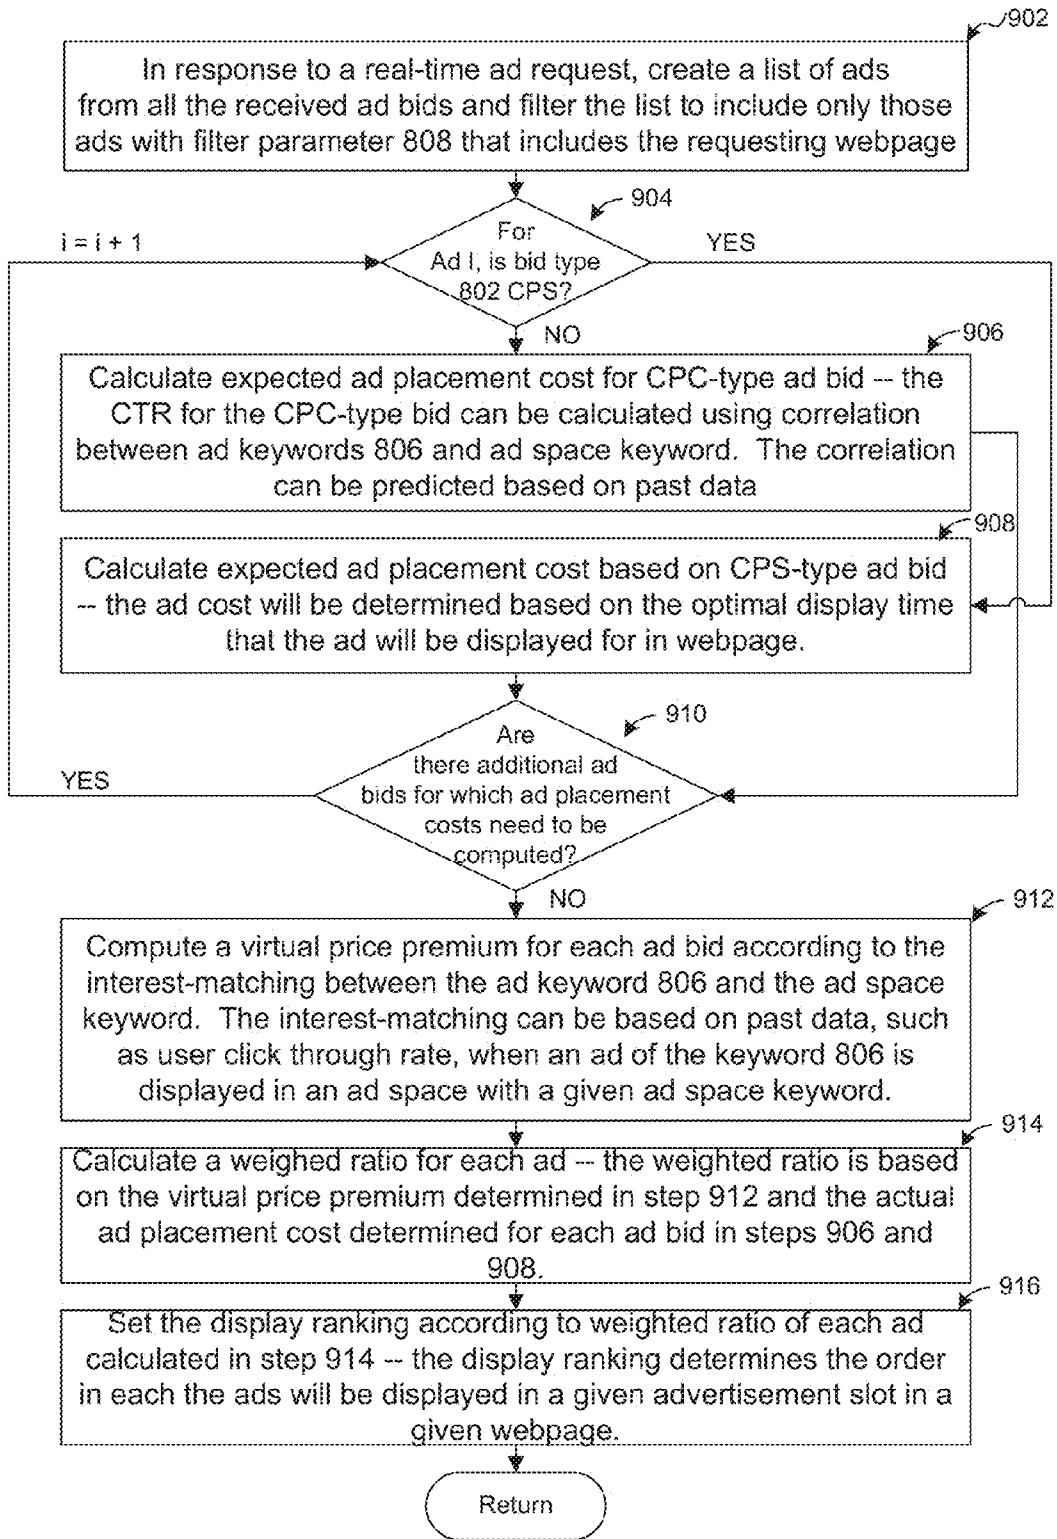 902
In response to a real-time ad request, create a list of ads
from all the received ad bids and filter the list to include only those
ads with filter parameter 808 that includes the requesting webpage
904
i = i + 1
For
YES
Ad I, is bid type
802 CPS?
NO
906
Calculate expected ad placement cost for CPC-type ad bid -- the
CTR for the CPC-type bid can be calculated using correlation
between ad keywords 806 and ad space keyword. The correlation
can be predicted based on past data
908
Calculate expected ad placement cost based on CPS-type ad bid
-- the ad cost will be determined based on the optimal display time
that the ad will be displayed for in webpage.
910
Are
there additional ad
YES
bids for which ad placement
costs need to be
computed?
NO
912
Compute a virtual price premium for each ad bid according to the
interest-matching between the ad keyword 806 and the ad space
keyword. The interest-matching can be based on past data, such
as user click through rate, when an ad of the keyword 806 is
displayed in an ad space with a given ad space keyword.
914
Calculate a weighed ratio for each ad -- the weighted ratio is based
on the virtual price premium determined in step 912 and the actual
ad placement cost determined for each ad bid in steps 906 and
908.
916
Set the display ranking according to weighted ratio of each ad
calculated in step 914 -- the display ranking determines the order
in each the ads will be displayed in a given advertisement slot in a
given webpage.
Return